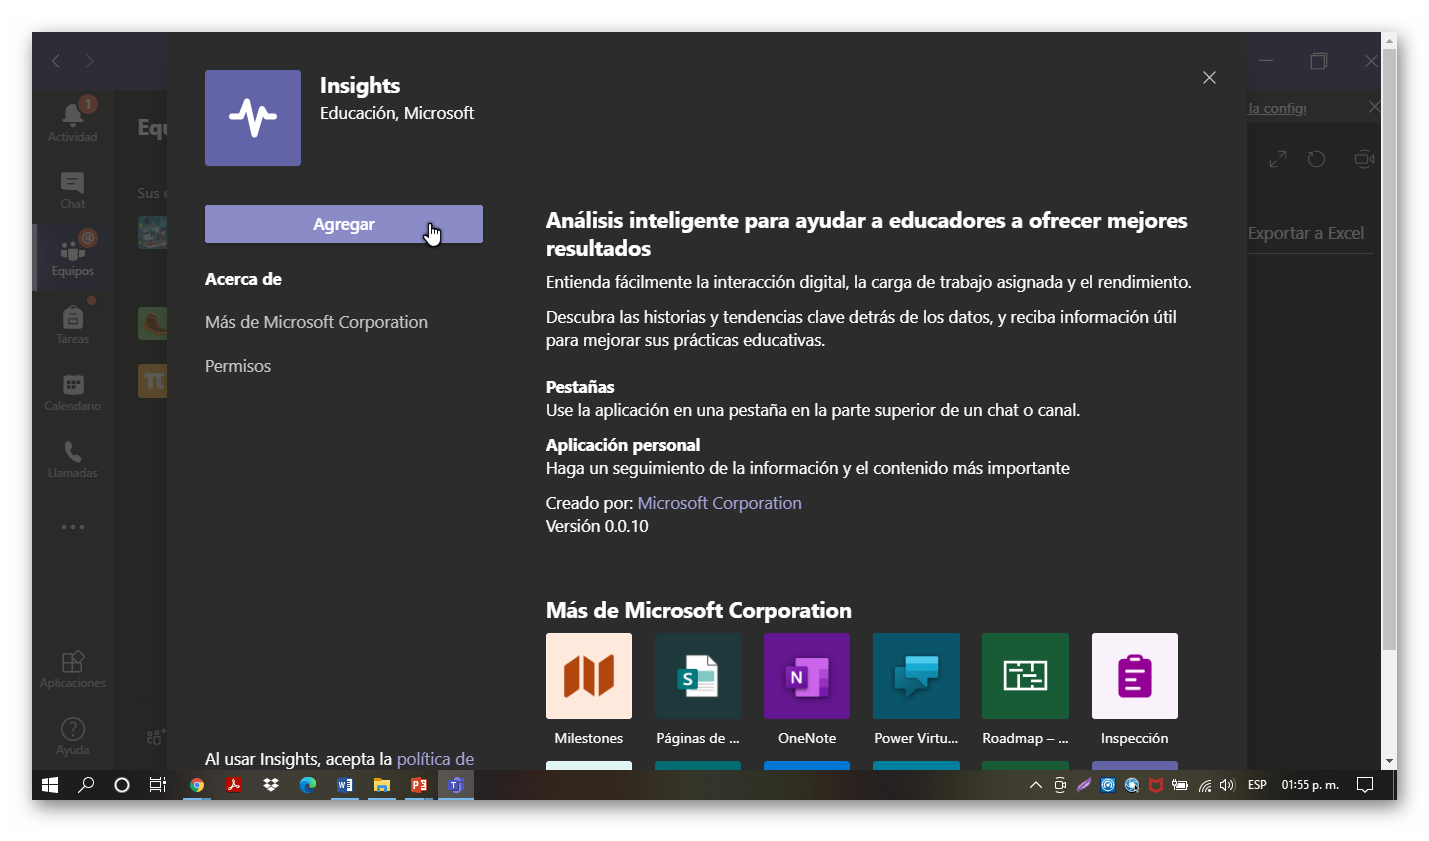 Insights
Educación, Microsoft
la config
1
Actividad
Equ
Chat
Sus e
Agregar
Análisis inteligente para ayudar a educadores a ofrecer mejores
resultados
Exportar a Excel
Equipos
Acerca de
Entienda fácilmente la interacción digital, la carga de trabajo asignada y el rendimiento.
Más de Microsoft Corporation
Descubra las historias y tendencias clave detrás de los datos, y reciba información útil
para mejorar sus prácticas educativas.
Tareas
Permisos
Pestañas
Use la aplicación en una pestaña en la parte superior de un chat o canal.
Calendario
Aplicación personal
Haga un seguimiento de la información y el contenido más importante
Llamadas
Creado por: Microsoft Corporation
Versión 0.0.10
Más de Microsoft Corporation
Aplicaciones
Milestones
Páginas de ...
OneNote
Power Virtu...
Roadmap – ...
Inspección
Ayuda
Al usar Insights, acepta la política de
ESP
01:55 p. m.